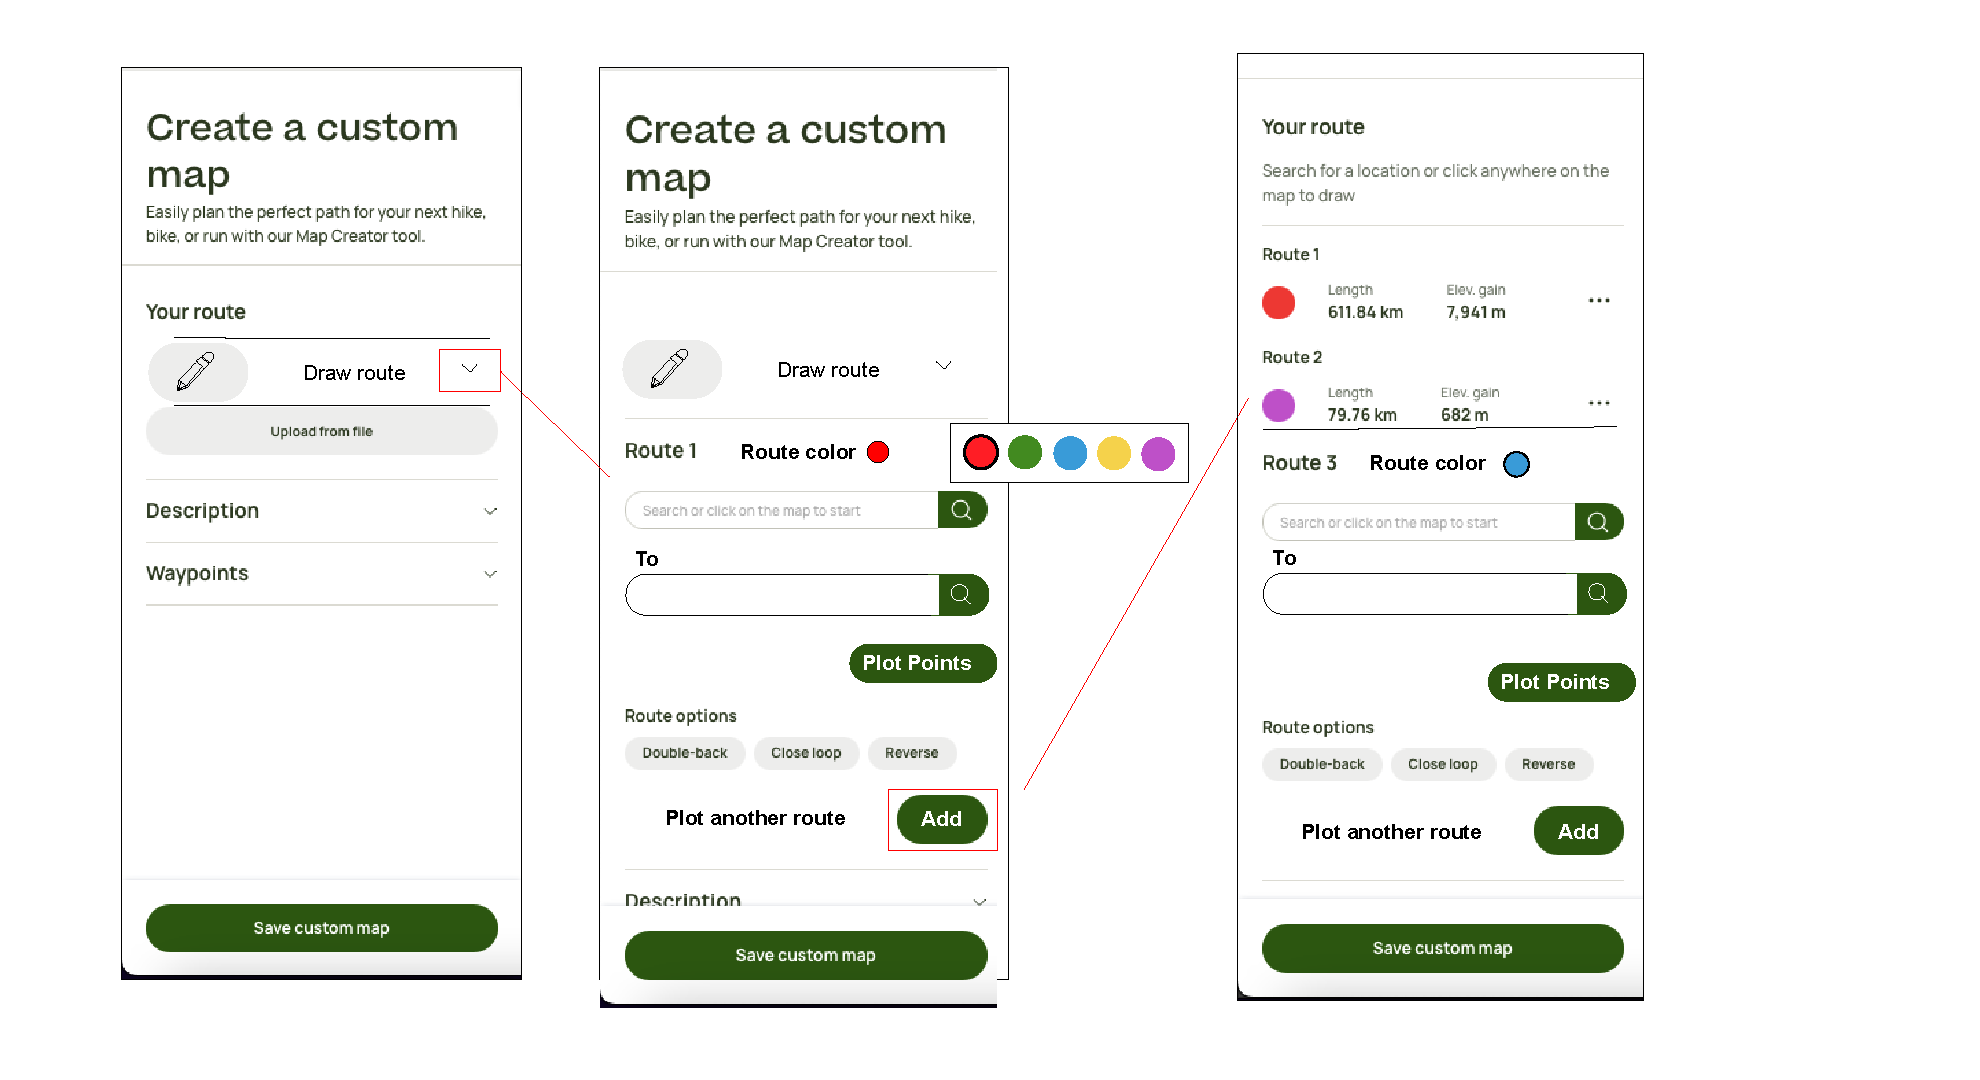 Create a custom
map
Easily plan the perfect path for your next hike,
bike, or run with our Map Creator tool.
Your route
Draw route
Upload from file
Description
Waypoints
Save custom map
Create a custom
map
Easily plan the perfect path for your next hike,
bike, or run with our Map Creator tool.
Draw route
Route 1 Route color
Search or click on the map to start
To
Plot Points
Route options
Double-back Close loop Reverse
Plot another route Add
Description
Save custom map
Your route
Search for a location or click anywhere on the
map to draw
Route 1
Length Elev. gain
611.84 km 7,941 m
Route 2
Length Elev. gain
79.76 km 682 m
Route 3 Route color
Search or click on the map to start
To
Plot Points
Route options
Double-back Close loop Reverse
Plot another route Add
Save custom map